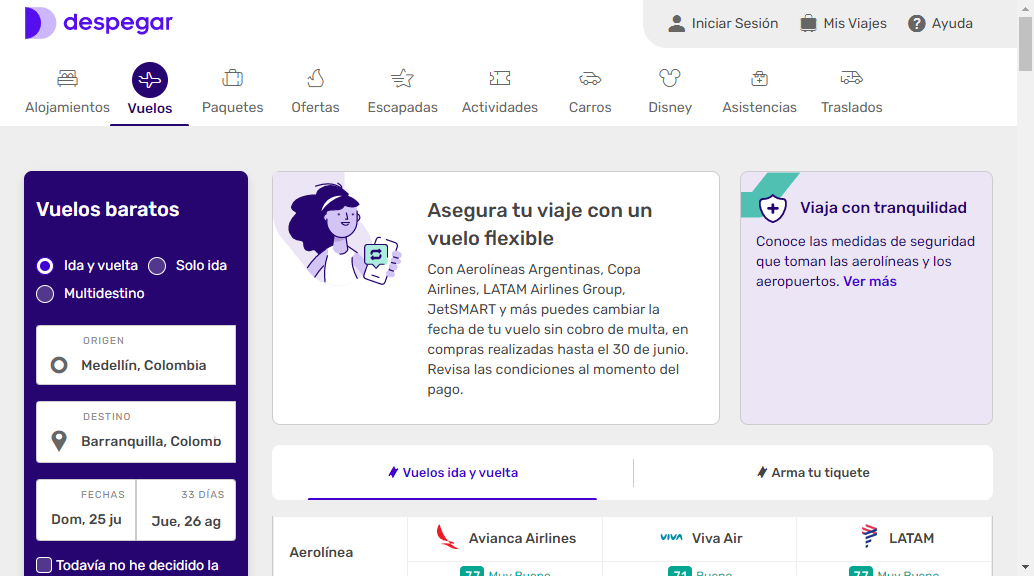 despegar
Iniciar Sesión
Mis Viajes
Ayuda
Alojamientos
Vuelos
Paquetes
Ofertas
Escapadas
Actividades
Carros
Disney
Asistencias
Traslados
Vuelos baratos
Ida y vuelta
Solo ida
Multidestino
ORIGEN
Medellín, Colombia
DESTINO
Barranquilla, Colomb
FECHAS
33 DÍAS
Dom, 25 ju
Jue, 26 ag
Todavía no he decidido la
Asegura tu viaje con un
vuelo flexible
Con Aerolíneas Argentinas, Copa
Airlines, LATAM Airlines Group,
JetSMART y más puedes cambiar la
fecha de tu vuelo sin cobro de multa, en
compras realizadas hasta el 30 de junio.
Revisa las condiciones al momento del
pago.
Viaja con tranquilidad
Conoce las medidas de seguridad
que toman las aerolíneas y los
aeropuertos. Ver más
Vuelos ida y vuelta
Arma tu tiquete
Aerolínea
Avianca Airlines
VIVA Viva Air
LATAM
7.7 Muy Bueno
7.1 Bueno
7.7 Muy Bueno